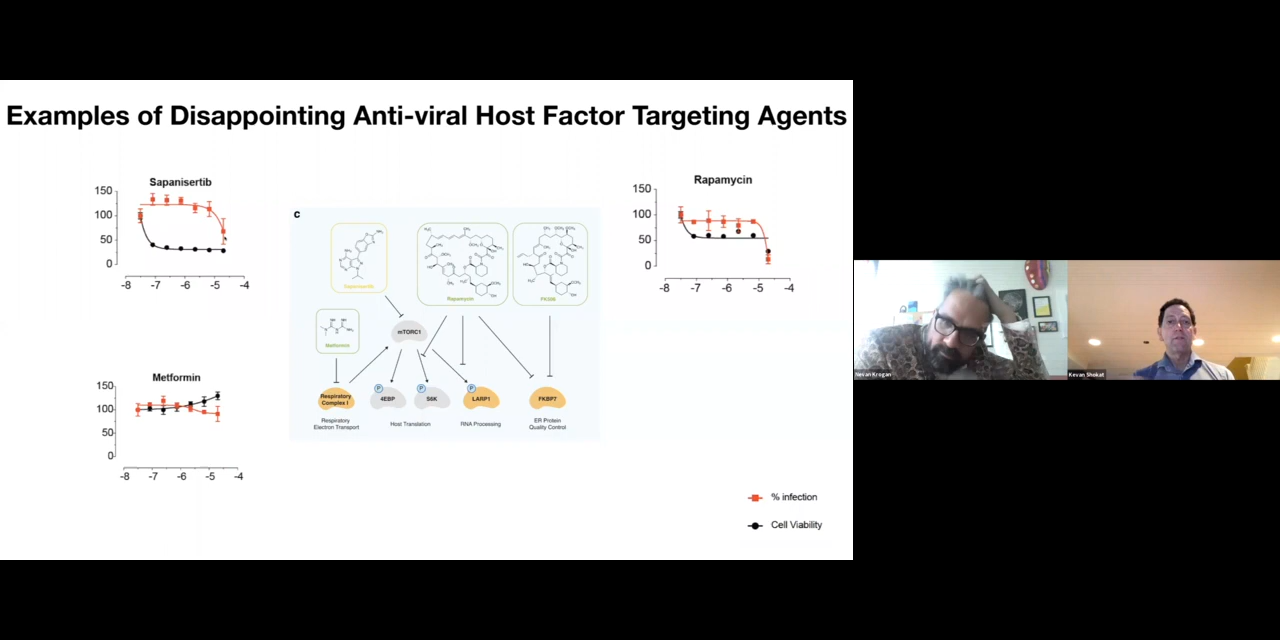 Examples of Disappointing Anti-viral Host Factor Targeting Agents
Sapanisertib
150
100
50
0
-8 -7 -6 -5 -4
Metformin
150
100
50
0
-8 -7 -6 -5 -4
c
Sapanisertib
Rapamycin
FK506
Metformin
mTORC1
Respiratory
Complex I
P
4EBP
P
S6K
P
LARP1
FKBP7
Respiratory
Electron Transport
Host Translation
RNA Processing
ER Protein
Quality Control
Rapamycin
150
100
50
0
-8 -7 -6 -5 -4
% infection
Cell Viability
Nevan Krogan
Kevan Shokat